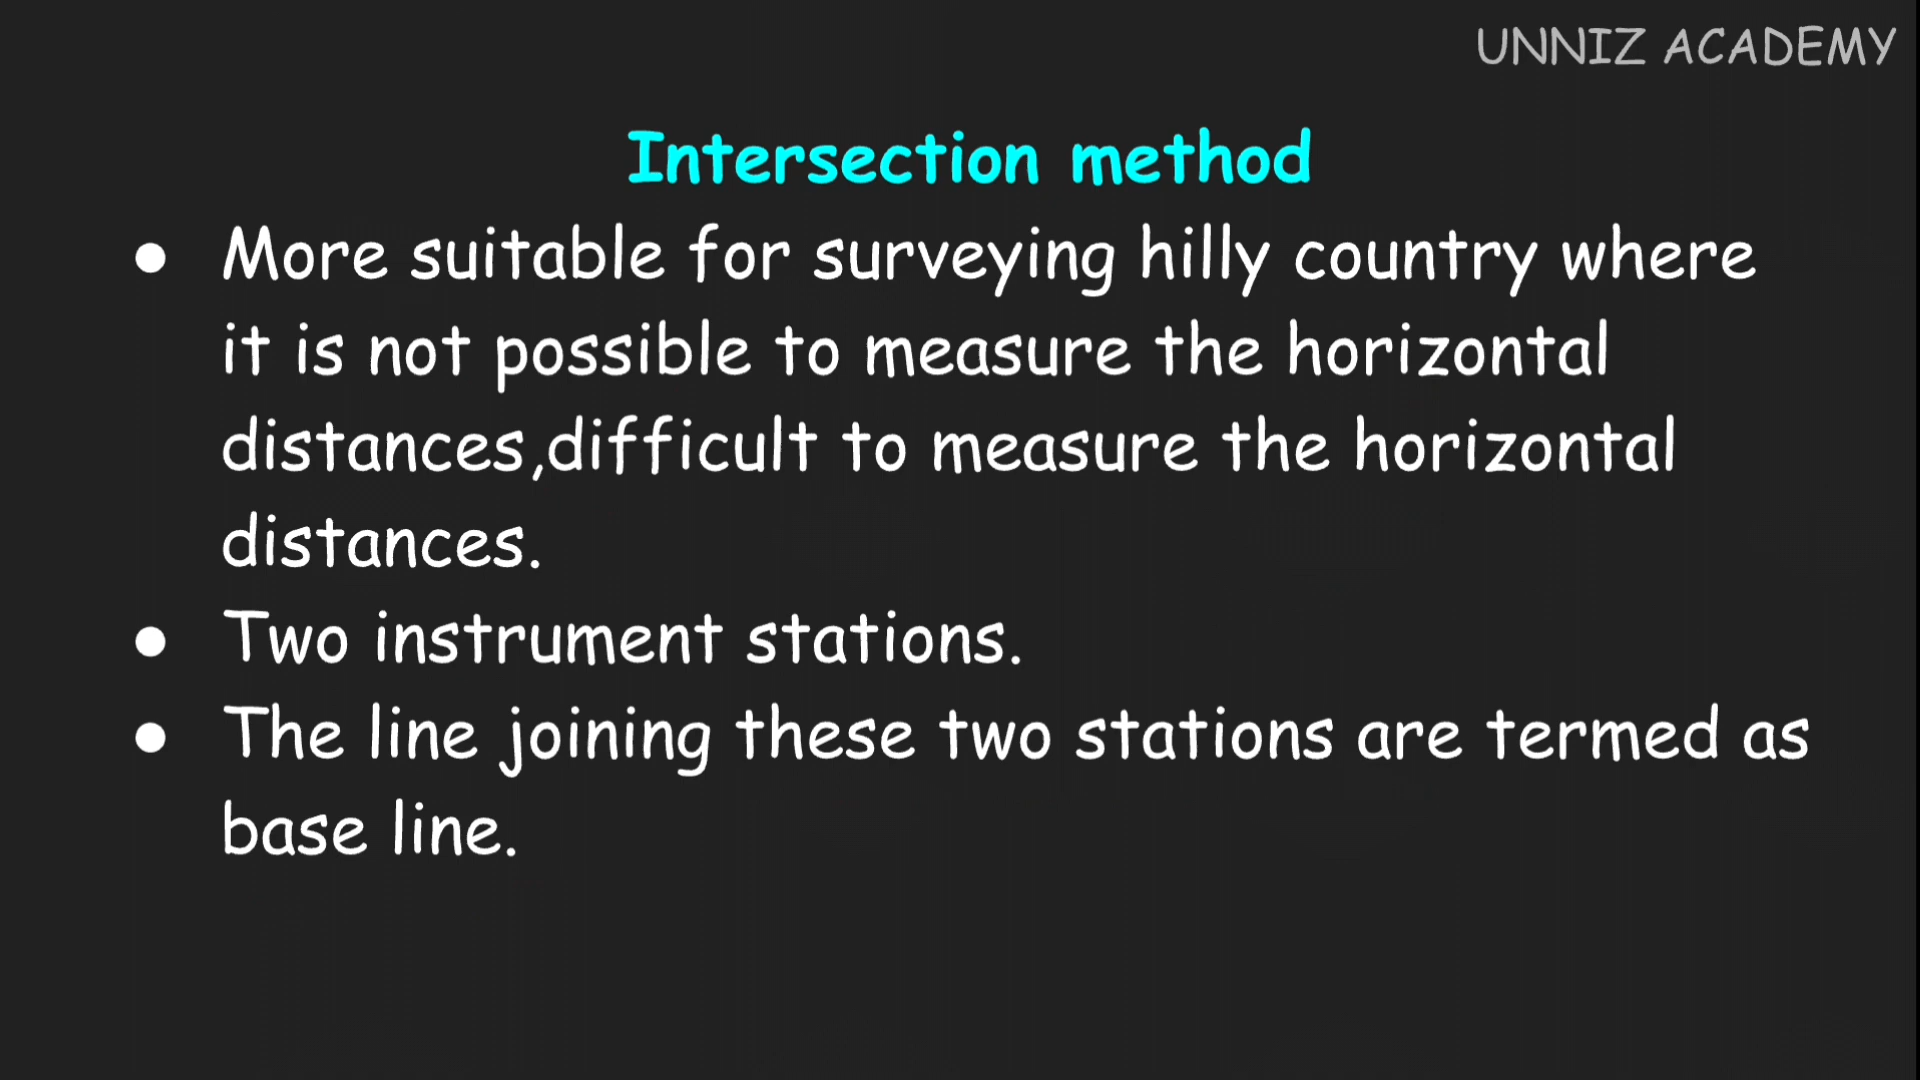 UNNIZ ACADEMY
Intersection method
● More suitable for surveying hilly country where
it is not possible to measure the horizontal
distances,difficult to measure the horizontal
distances.
● Two instrument stations.
● The line joining these two stations are termed as
base line.